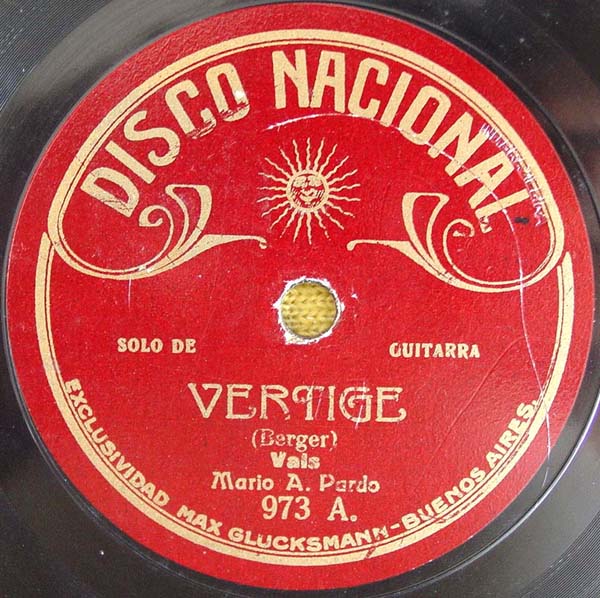 DISCO NACIONAL
SOLO DE GUITARRA
VERTIGE
(Berger)
Vals
Mario A. Pardo
973 A.
EXCLUSIVIDAD MAX GLUCKSMANN-BUENOS AIRES.